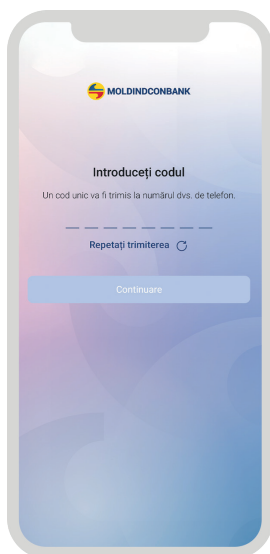 MOLDINDCONBANK
Introduceți codul
Un cod unic va fi trimis la numărul dvs. de telefon.
Repetați trimiterea
Continuare